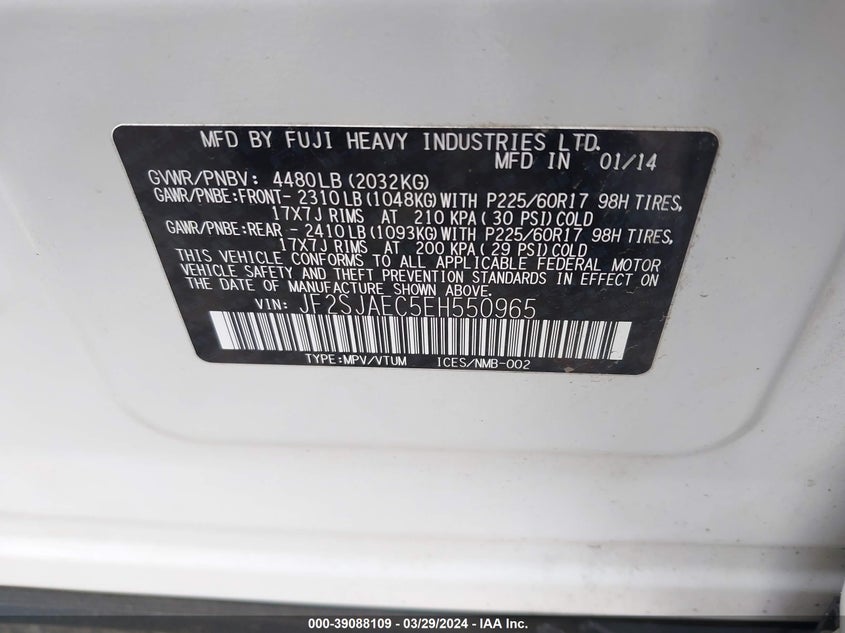 MFD BY FUJI HEAVY INDUSTRIES LTD.
MFD IN 01/14
GVWR/PNBV: 4480LB (2032KG)
GAWR/PNBE:FRONT- 2310LB (1048KG) WITH P225/60R17 98H TIRES,
17X7J RIMS AT 210 KPA ( 30 PSI) COLD
GAWR/PNBE:REAR - 2410LB (1093KG) WITH P225/60R17 98H TIRES,
17X7J RIMS AT 200 KPA ( 29 PSI) COLD
THIS VEHICLE CONFORMS TO ALL APPLICABLE FEDERAL MOTOR
VEHICLE SAFETY AND THEFT PREVENTION STANDARDS IN EFFECT ON
THE DATE OF MANUFACTURE SHOWN ABOVE.
VIN: JF2SJAEC5EH550965
TYPE:MPV/VTUM ICES/NMB-002
000-39088109 - 03/29/2024 - IAA Inc.